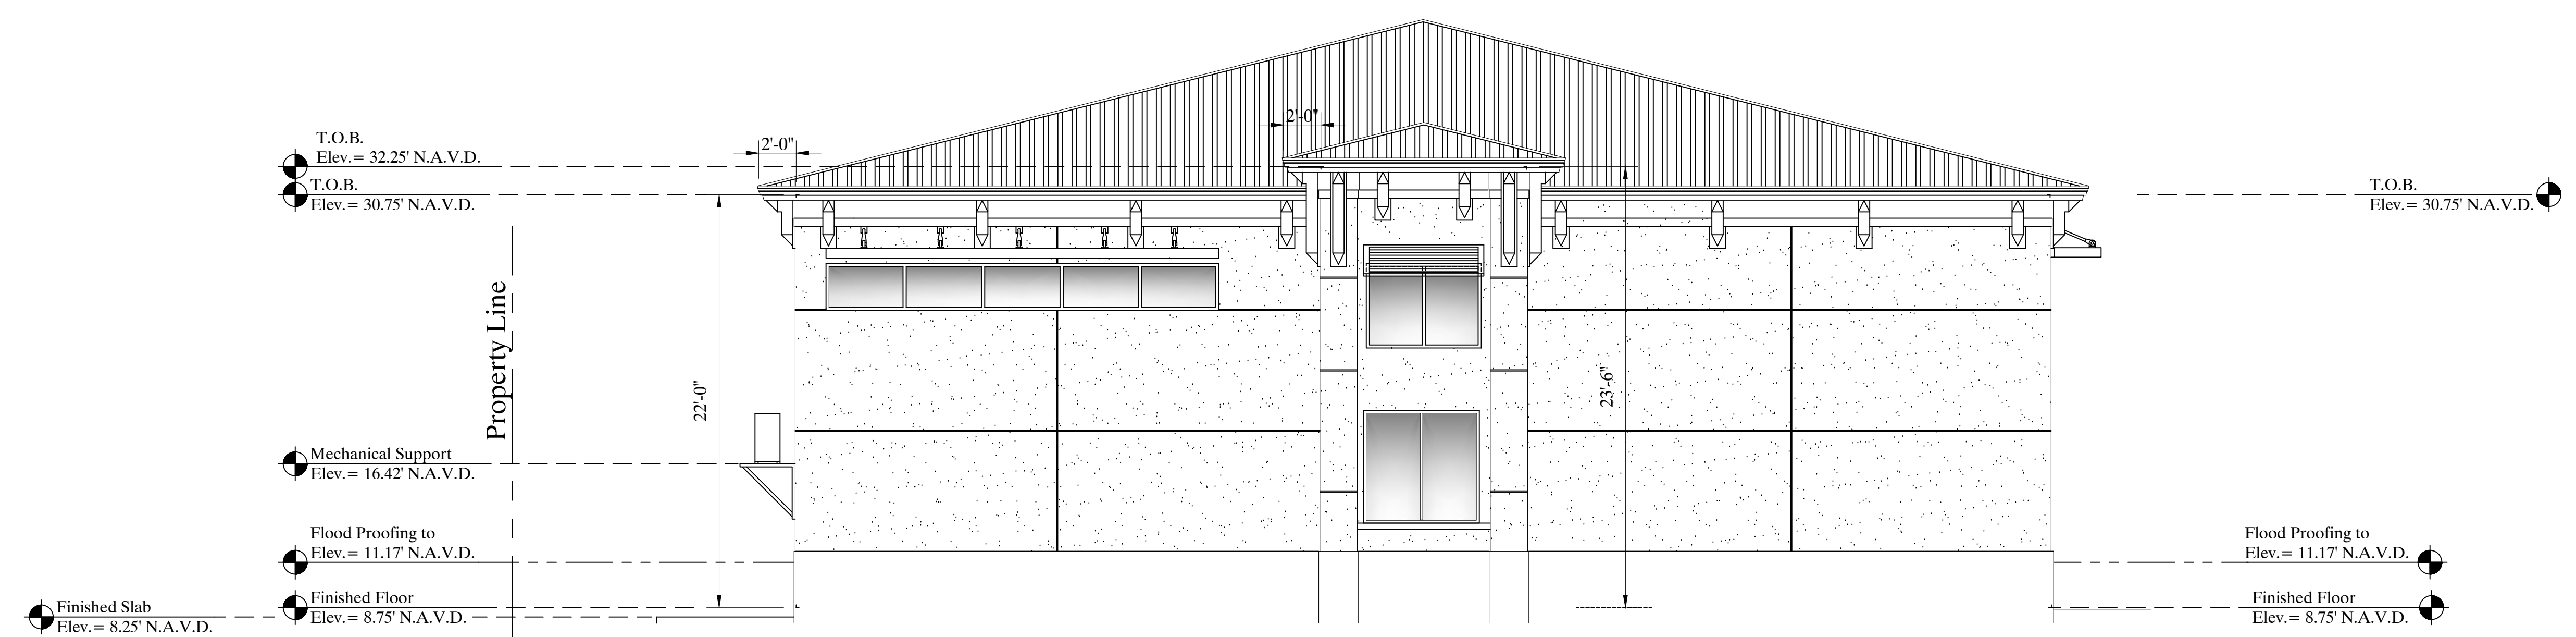 2'-0"
T.O.B.
Elev.= 32.25' N.A.V.D.
2'-0"
T.O.B.
Elev.= 30.75' N.A.V.D.
T.O.B.
Elev.= 30.75' N.A.V.D.
Property Line
22'-0"
23'-6"
Mechanical Support
Elev.= 16.42' N.A.V.D.
Flood Proofing to
Elev.= 11.17' N.A.V.D.
Flood Proofing to
Elev.= 11.17' N.A.V.D.
Finished Slab
Elev.= 8.25' N.A.V.D.
Finished Floor
Elev.= 8.75' N.A.V.D.
Finished Floor
Elev.= 8.75' N.A.V.D.